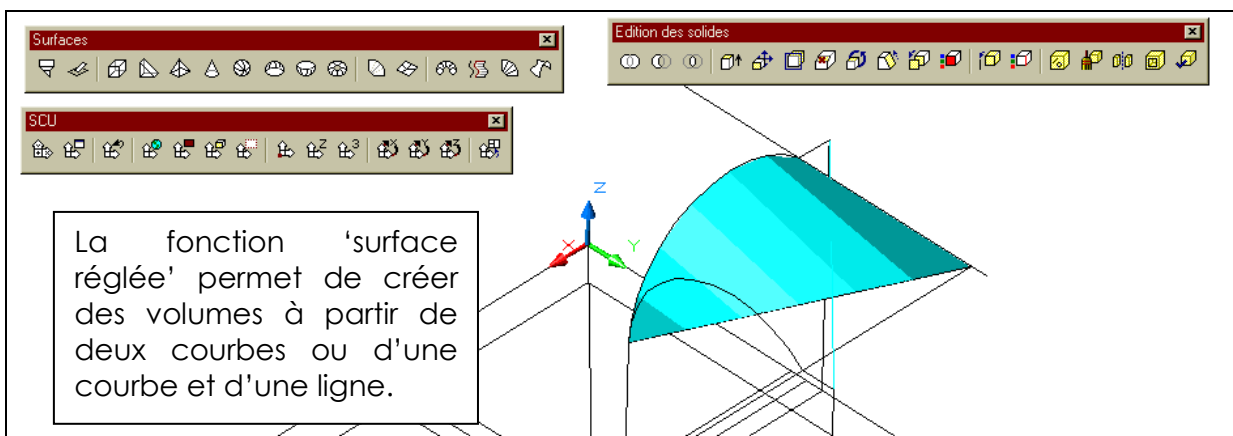 Surfaces
Edition des solides
SCU
Z
X
Y
La fonction ‘surface
réglée’ permet de créer
des volumes à partir de
deux courbes ou d’une
courbe et d’une ligne.